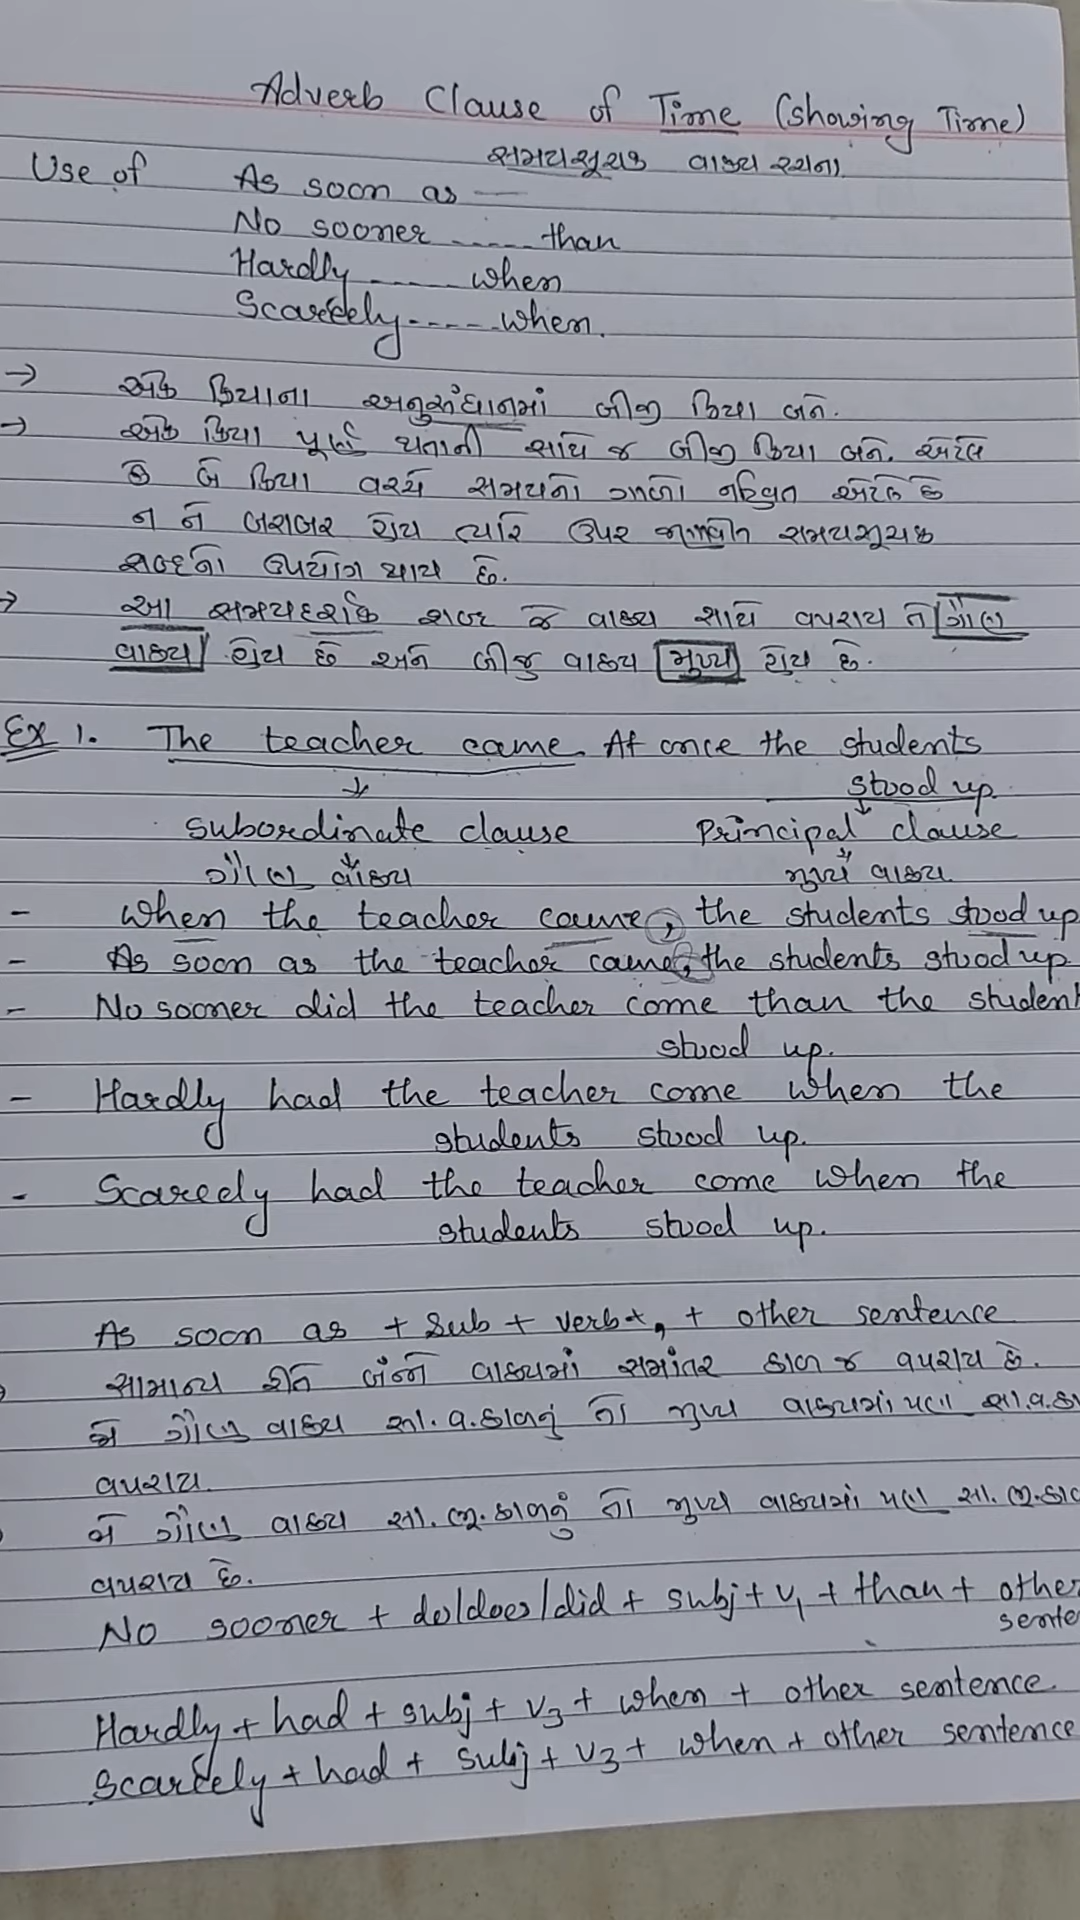 Adverb Clause of Time (showing Time)
સમયસૂચક વાક્ય રચના.
Use of As soon as —
No sooner ..... than
Hardly ..... when
Scarcely ..... when.
→ એક ક્રિયાના અનુસંધાનમાં બીજી ક્રિયા બને.
→ એક ક્રિયા પૂર્ણ થતાની સાથે જ બીજી ક્રિયા બને. એટલે
કે બે ક્રિયા વચ્ચે સમયનો ગાળો નહિવત એટલે કે
ના ને બરાબર હોય ત્યારે ઉપર મુજબના સમયસૂચક
શબ્દનો ઉપયોગ થાય છે.
→ આ સમયદર્શક શબ્દ જે વાક્ય સાથે વપરાય તે ગૌણ
વાક્ય હોય છે અને બીજુ વાક્ય મુખ્ય હોય છે.
Ex 1. The teacher came. At once the students
stood up.
subordinate clause Principal clause
ગૌણ વાક્ય મુખ્ય વાક્ય.
- When the teacher came, the students stood up
- As soon as the teacher came, the students stood up.
- No sooner did the teacher come than the student
stood up.
- Hardly had the teacher come when the
students stood up.
- Scarcely had the teacher come when the
students stood up.
As soon as + sub + verb+, + other sentence
સામાન્ય રીતે બંન્ને વાક્યમાં સમાંતર કાળ જ વપરાય છે.
જો ગૌણ વાક્ય સા.વ.કાળનું તો મુખ્ય વાક્યમાં પણ સા.વ.કા
વપરાય.
જો ગૌણ વાક્ય સા.ભૂ.કાળનું તો મુખ્ય વાક્યમાં પણ સા.ભૂ.કાળ
વપરાય છે.
No sooner + do/does/did + subj + V1 + than + other
sente
Hardly + had + subj + V3 + when + other sentence.
Scarcely + had + subj + V3 + when + other sentence